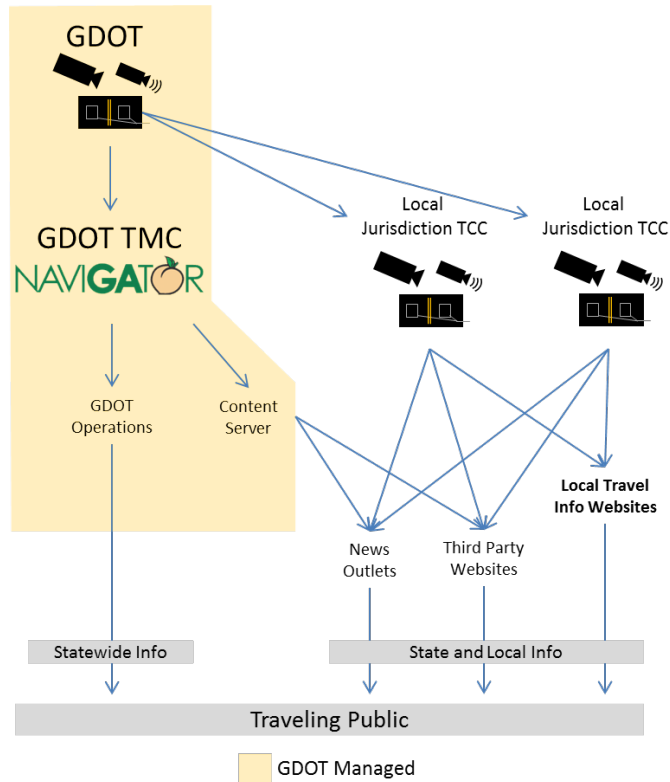 GDOT
Local
Jurisdiction TCC
Local
Jurisdiction TCC
GDOT TMC
NAVIGATOR
GDOT
Operations
Content
Server
Local Travel
Info Websites
News
Outlets
Third Party
Websites
Statewide Info
State and Local Info
Traveling Public
GDOT Managed